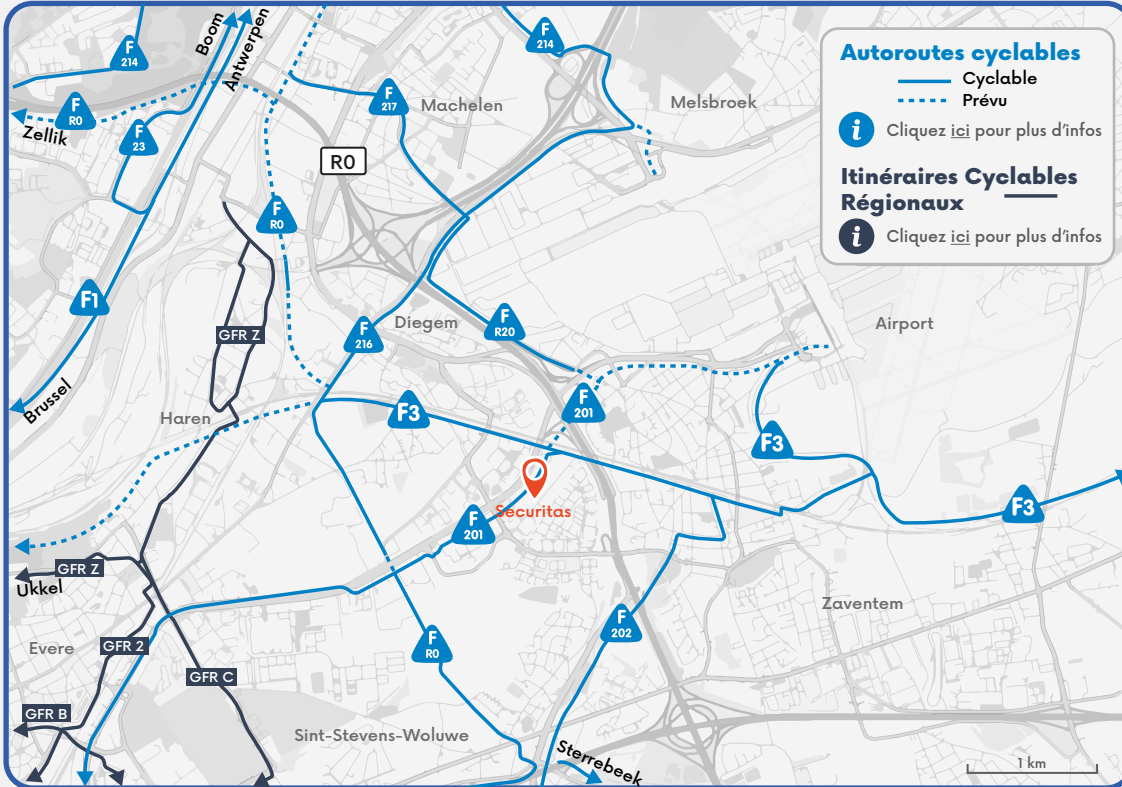 Autoroutes cyclables
Cyclable
Prévu
i Cliquez ici pour plus d'infos
Itinéraires Cyclables
Régionaux
i Cliquez ici pour plus d'infos
Boom
Antwerpen
F
214
F
214
F
R0
Zellik
F
23
F
217
Machelen
Melsbroek
R0
F
R0
F1
GFR Z
Diegem
F
216
F
R20
Airport
Brussel
Haren
F3
F
201
F3
Securitas
F
201
F3
GFR Z
Ukkel
Zaventem
F
202
Evere
GFR 2
F
R0
GFR C
GFR B
Sint-Stevens-Woluwe
Sterrebeek
1 km